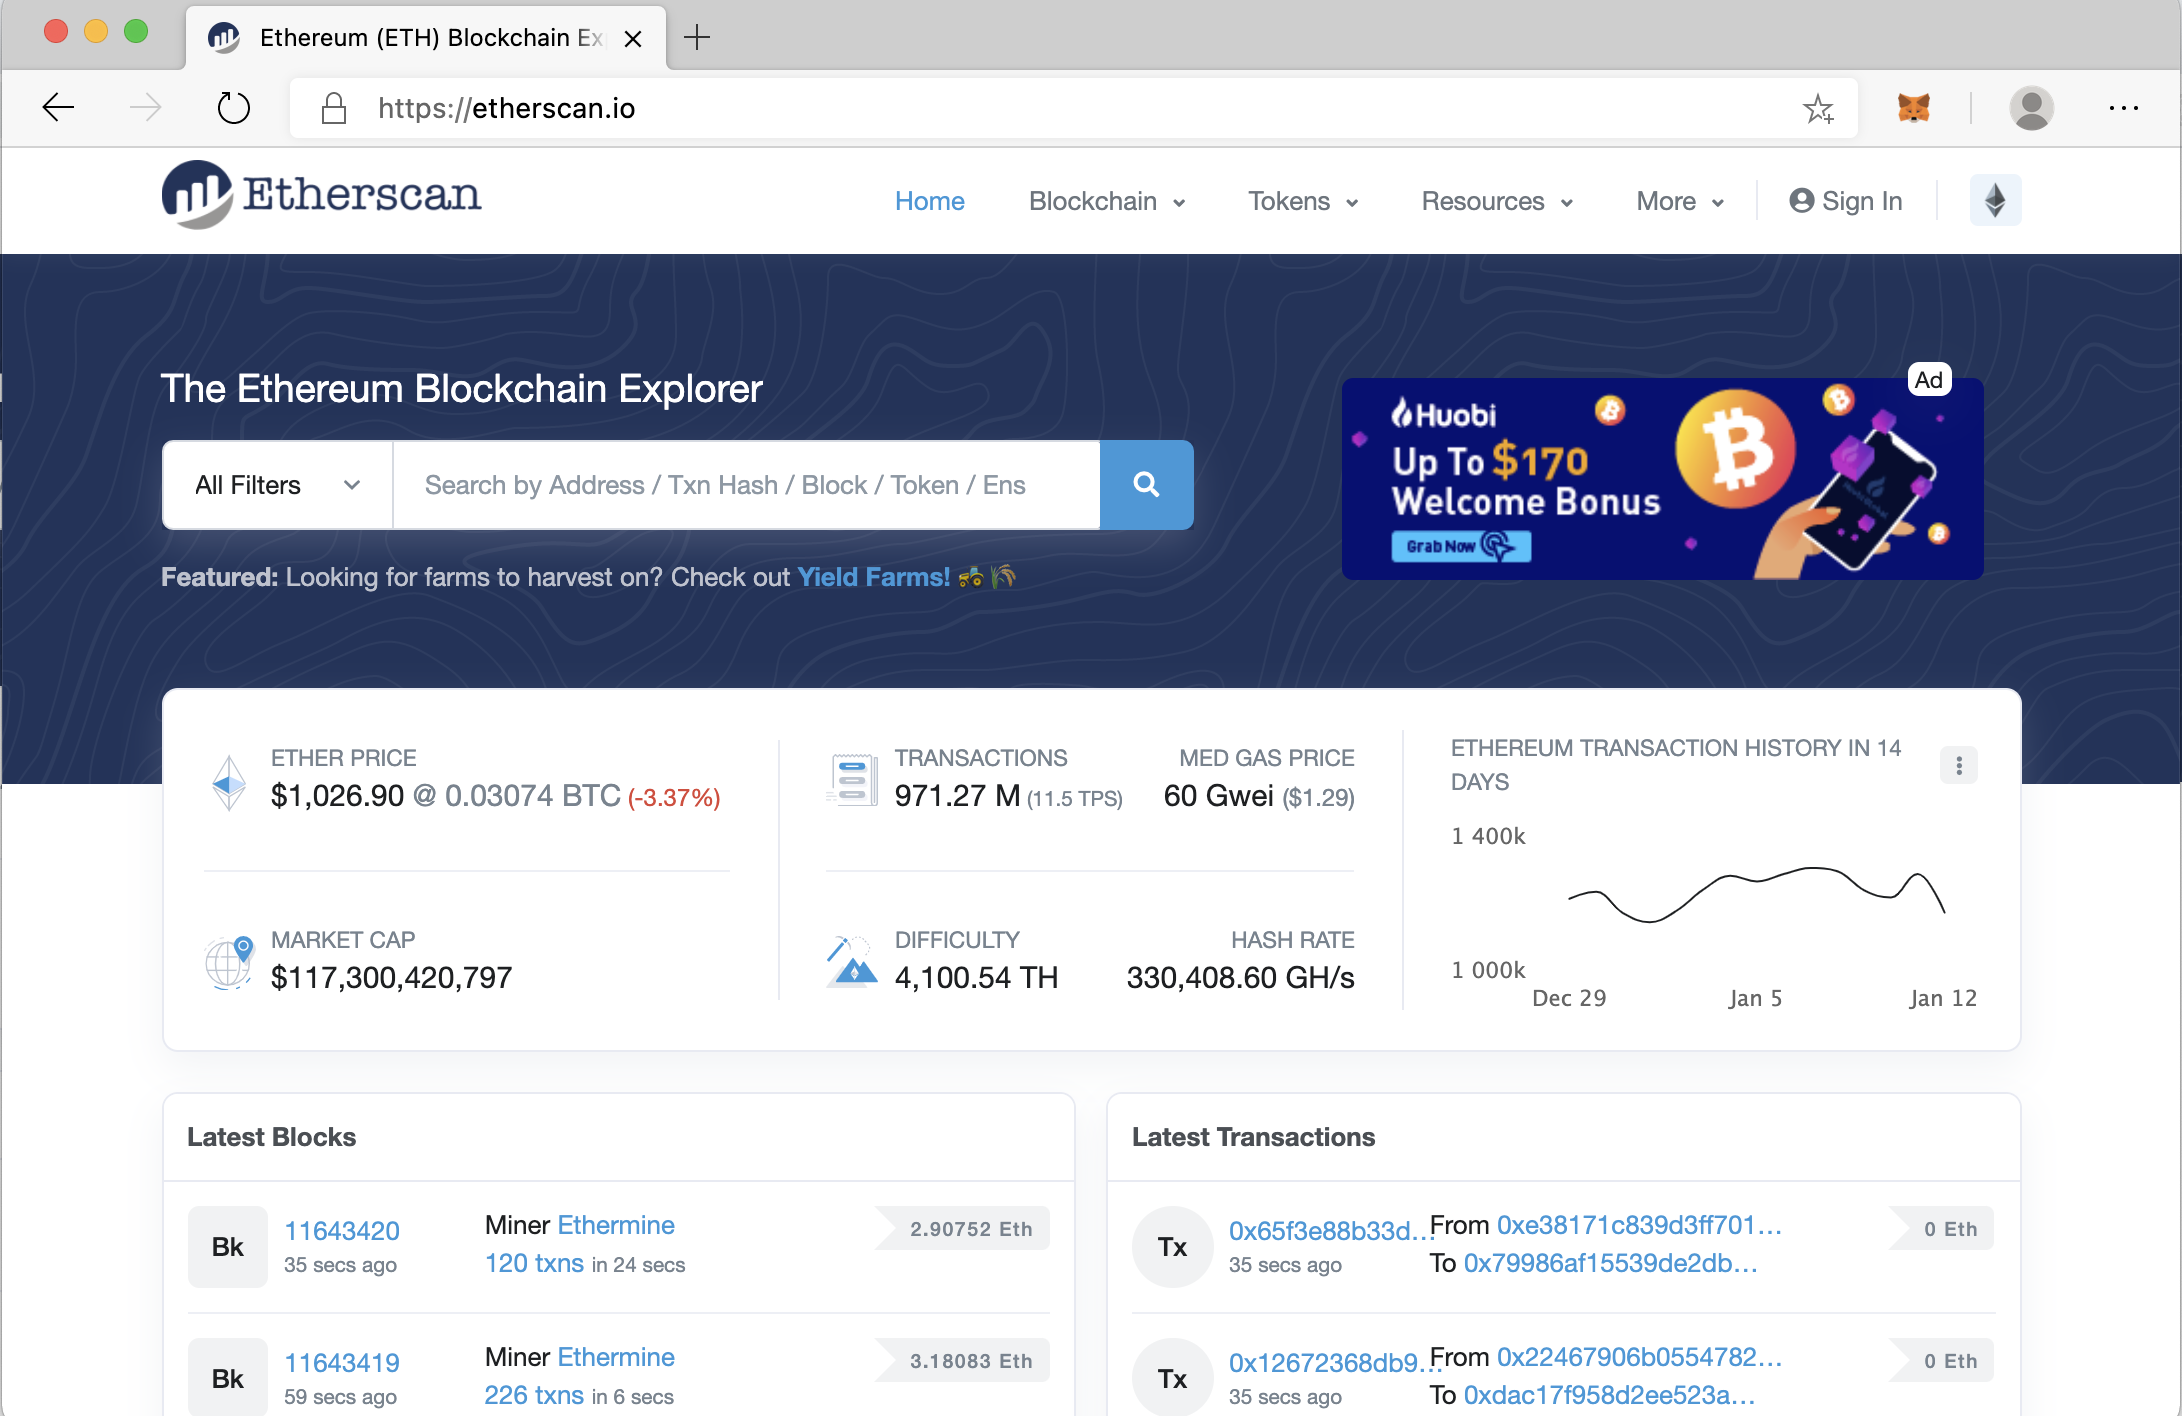 Ethereum (ETH) Blockchain Ex
https://etherscan.io
Etherscan
Home
Blockchain
Tokens
Resources
More
Sign In
The Ethereum Blockchain Explorer
All Filters
Search by Address / Txn Hash / Block / Token / Ens
Featured: Looking for farms to harvest on? Check out Yield Farms!
Ad
Huobi
Up To $170
Welcome Bonus
Grab Now
ETHER PRICE
$1,026.90 @ 0.03074 BTC (-3.37%)
MARKET CAP
$117,300,420,797
TRANSACTIONS
971.27 M (11.5 TPS)
MED GAS PRICE
60 Gwei ($1.29)
DIFFICULTY
4,100.54 TH
HASH RATE
330,408.60 GH/s
ETHEREUM TRANSACTION HISTORY IN 14
DAYS
1 400k
1 000k
Dec 29
Jan 5
Jan 12
Latest Blocks
Bk
11643420
35 secs ago
Miner Ethermine
120 txns in 24 secs
2.90752 Eth
Bk
11643419
59 secs ago
Miner Ethermine
226 txns in 6 secs
3.18083 Eth
Latest Transactions
Tx
0x65f3e88b33d...
35 secs ago
From 0xe38171c839d3ff701...
To 0x79986af15539de2db...
0 Eth
Tx
0x12672368db9...
35 secs ago
From 0x22467906b0554782...
To 0xdac17f958d2ee523a...
0 Eth